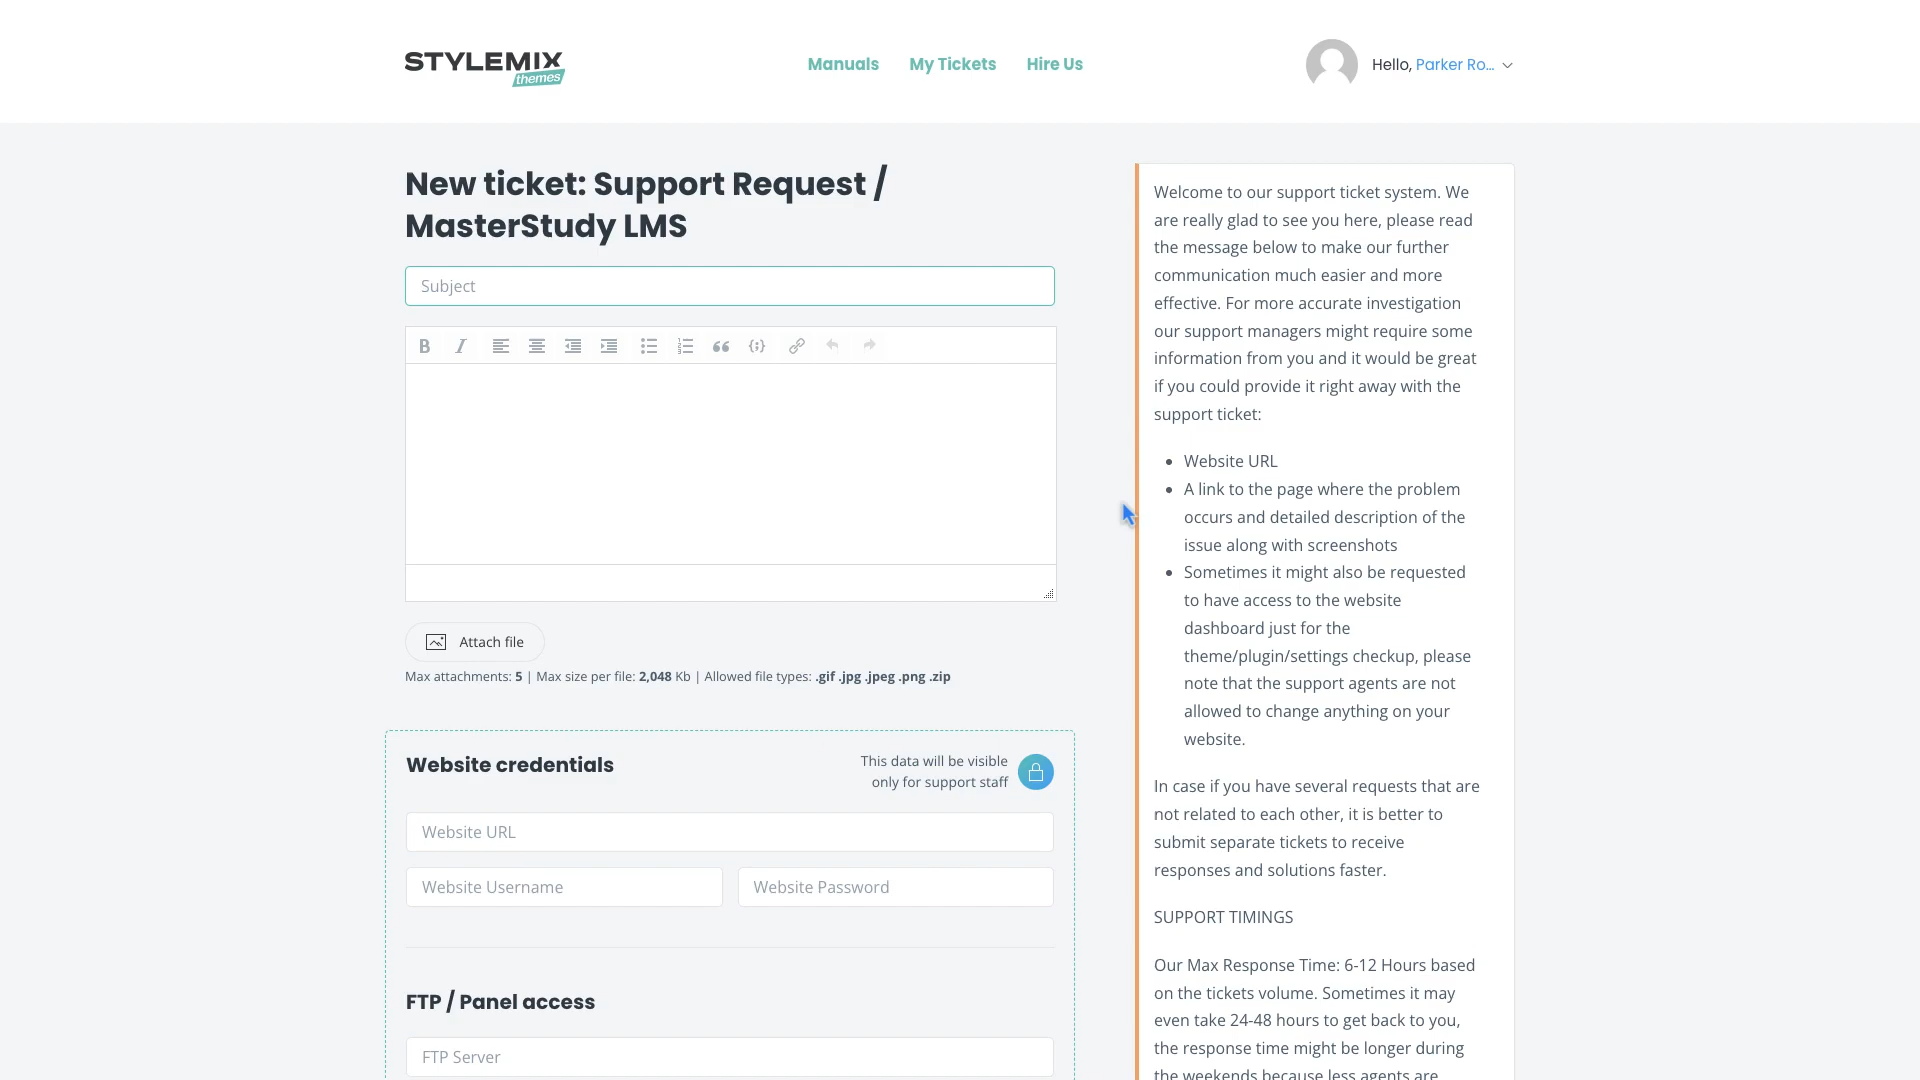 STYLEMIX
themes
Manuals
My Tickets
Hire Us
Hello, Parker Ro...
New ticket: Support Request /
MasterStudy LMS
Subject
Attach file
Max attachments: 5 | Max size per file: 2,048 Kb | Allowed file types: .gif .jpg .jpeg .png .zip
Website credentials
This data will be visible
only for support staff
Website URL
Website Username
Website Password
FTP / Panel access
FTP Server
Welcome to our support ticket system. We
are really glad to see you here, please read
the message below to make our further
communication much easier and more
effective. For more accurate investigation
our support managers might require some
information from you and it would be great
if you could provide it right away with the
support ticket:
• Website URL
• A link to the page where the problem
occurs and detailed description of the
issue along with screenshots
• Sometimes it might also be requested
to have access to the website
dashboard just for the
theme/plugin/settings checkup, please
note that the support agents are not
allowed to change anything on your
website.
In case if you have several requests that are
not related to each other, it is better to
submit separate tickets to receive
responses and solutions faster.
SUPPORT TIMINGS
Our Max Response Time: 6-12 Hours based
on the tickets volume. Sometimes it may
even take 24-48 hours to get back to you,
the response time might be longer during
the weekends because less agents are